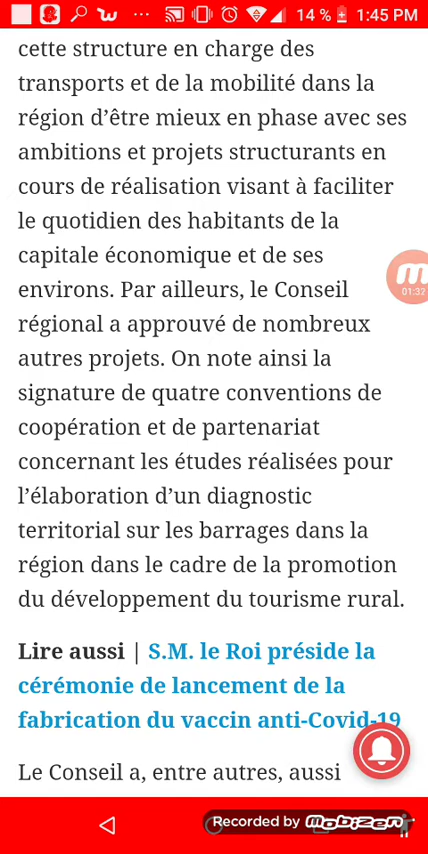 14 % 1:45 PM
cette structure en charge des
transports et de la mobilité dans la
région d’être mieux en phase avec ses
ambitions et projets structurants en
cours de réalisation visant à faciliter
le quotidien des habitants de la
capitale économique et de ses
environs. Par ailleurs, le Conseil
01:32
régional a approuvé de nombreux
autres projets. On note ainsi la
signature de quatre conventions de
coopération et de partenariat
concernant les études réalisées pour
l’élaboration d’un diagnostic
territorial sur les barrages dans la
région dans le cadre de la promotion
du développement du tourisme rural.
Lire aussi | S.M. le Roi préside la
cérémonie de lancement de la
fabrication du vaccin anti-Covid-19
Le Conseil a, entre autres, aussi
Recorded by mobizen